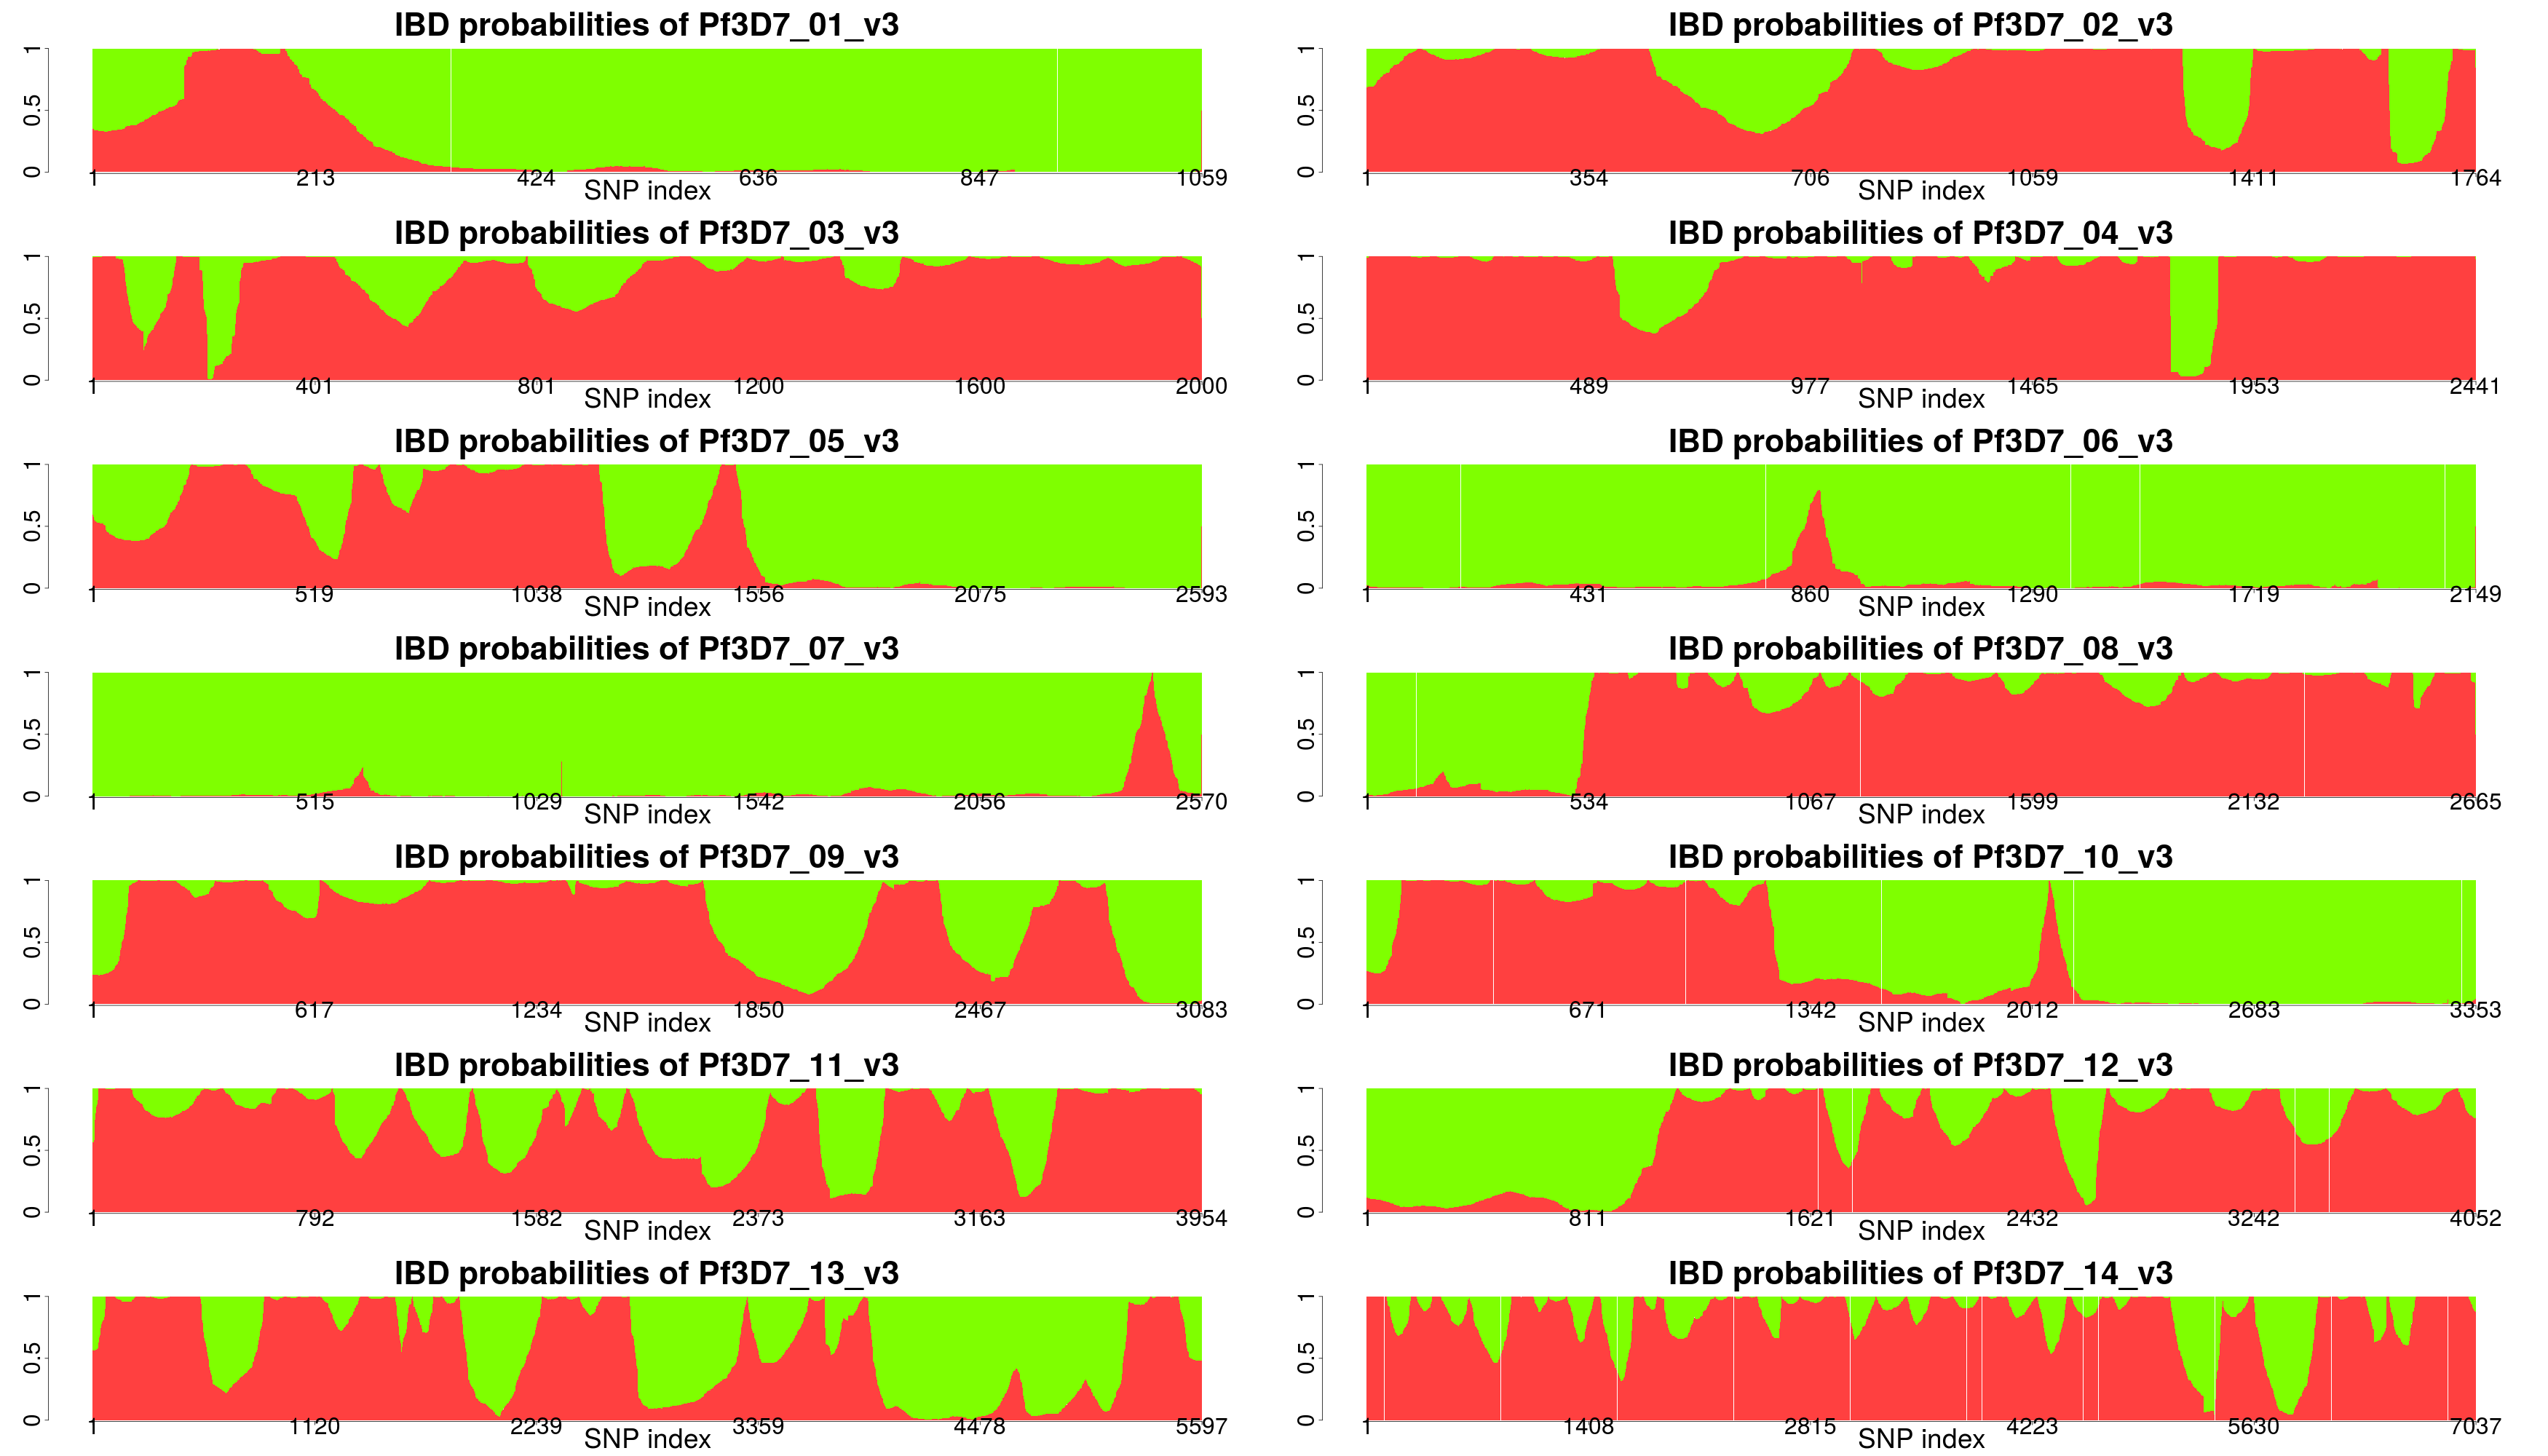 IBD probabilities of Pf3D7_01_v3
0 0.5 1
1 213 424 636 847 1059
SNP index
IBD probabilities of Pf3D7_02_v3
0 0.5 1
1 354 706 1059 1411 1764
SNP index
IBD probabilities of Pf3D7_03_v3
0 0.5 1
1 401 801 1200 1600 2000
SNP index
IBD probabilities of Pf3D7_04_v3
0 0.5 1
1 489 977 1465 1953 2441
SNP index
IBD probabilities of Pf3D7_05_v3
0 0.5 1
1 519 1038 1556 2075 2593
SNP index
IBD probabilities of Pf3D7_06_v3
0 0.5 1
1 431 860 1290 1719 2149
SNP index
IBD probabilities of Pf3D7_07_v3
0 0.5 1
1 515 1029 1542 2056 2570
SNP index
IBD probabilities of Pf3D7_08_v3
0 0.5 1
1 534 1067 1599 2132 2665
SNP index
IBD probabilities of Pf3D7_09_v3
0 0.5 1
1 617 1234 1850 2467 3083
SNP index
IBD probabilities of Pf3D7_10_v3
0 0.5 1
1 671 1342 2012 2683 3353
SNP index
IBD probabilities of Pf3D7_11_v3
0 0.5 1
1 792 1582 2373 3163 3954
SNP index
IBD probabilities of Pf3D7_12_v3
0 0.5 1
1 811 1621 2432 3242 4052
SNP index
IBD probabilities of Pf3D7_13_v3
0 0.5 1
1 1120 2239 3359 4478 5597
SNP index
IBD probabilities of Pf3D7_14_v3
0 0.5 1
1 1408 2815 4223 5630 7037
SNP index